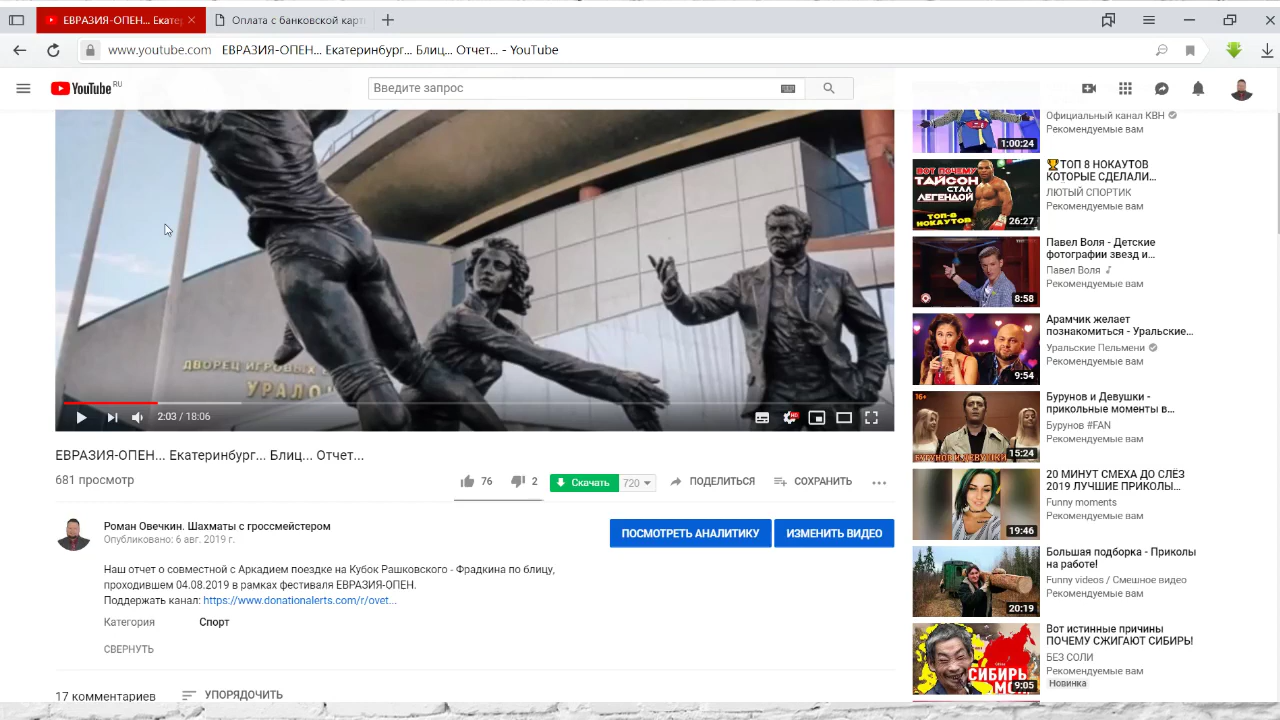 ЕВРАЗИЯ-ОПЕН... Екате
Оплата с банковской карт
www.youtube.com ЕВРАЗИЯ-ОПЕН... Екатеринбург... Блиц... Отчет... - YouTube
YouTube RU
Введите запрос
ДВОРЕЦ ИГРОВЫХ
УРАЛО
2:03 / 18:06
HD
ЕВРАЗИЯ-ОПЕН... Екатеринбург... Блиц... Отчет...
681 просмотр
76
2
Скачать
720
ПОДЕЛИТЬСЯ
СОХРАНИТЬ
Роман Овечкин. Шахматы с гроссмейстером
Опубликовано: 6 авг. 2019 г.
ПОСМОТРЕТЬ АНАЛИТИКУ
ИЗМЕНИТЬ ВИДЕО
Наш отчет о совместной с Аркадием поездке на Кубок Рашковского - Фрадкина по блицу,
проходившем 04.08.2019 в рамках фестиваля ЕВРАЗИЯ-ОПЕН.
Поддержать канал: https://www.donationalerts.com/r/ovet...
Категория Спорт
СВЕРНУТЬ
17 комментариев
УПОРЯДОЧИТЬ
1:00:24
Официальный канал КВН
Рекомендуемые вам
ВОТ ПОЧЕМУ
ТАЙСОН
СТАЛ
ЛЕГЕНДОЙ
ТОП-8
НОКАУТОВ
26:27
ТОП 8 НОКАУТОВ
КОТОРЫЕ СДЕЛАЛИ...
ЛЮТЫЙ СПОРТИК
Рекомендуемые вам
8:58
Павел Воля - Детские
фотографии звезд и...
Павел Воля
Рекомендуемые вам
9:54
Арамчик желает
познакомиться - Уральские...
Уральские Пельмени
Рекомендуемые вам
16+
БУРУНОВ И ДЕВУШКИ
15:24
Бурунов и Девушки -
прикольные моменты в...
Бурунов #FAN
Рекомендуемые вам
19:46
20 МИНУТ СМЕХА ДО СЛЁЗ
2019 ЛУЧШИЕ ПРИКОЛЫ...
Funny moments
Рекомендуемые вам
20:19
Большая подборка - Приколы
на работе!
Funny videos / Смешное видео
Рекомендуемые вам
СИБИРЬ
МОЯ
9:05
Вот истинные причины
ПОЧЕМУ СЖИГАЮТ СИБИРЬ!
БЕЗ СОЛИ
Рекомендуемые вам
Новинка